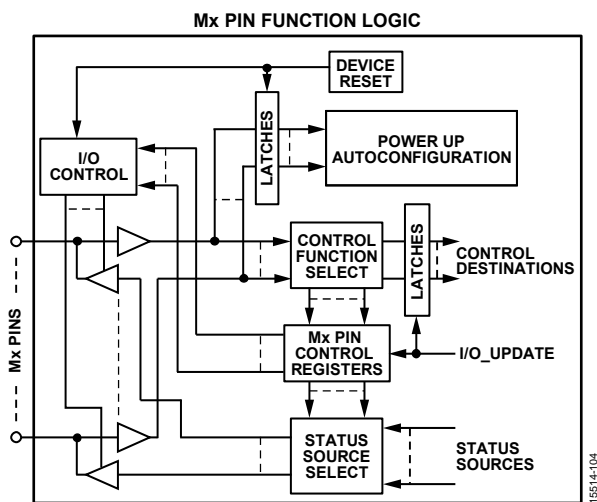 Mx PIN FUNCTION LOGIC
DEVICE
RESET
LATCHES
POWER UP
AUTOCONFIGURATION
I/O
CONTROL
CONTROL
FUNCTION
SELECT
LATCHES
CONTROL
DESTINATIONS
Mx PINS
Mx PIN
CONTROL
REGISTERS
I/O_UPDATE
STATUS
SOURCE
SELECT
STATUS
SOURCES
15514-104